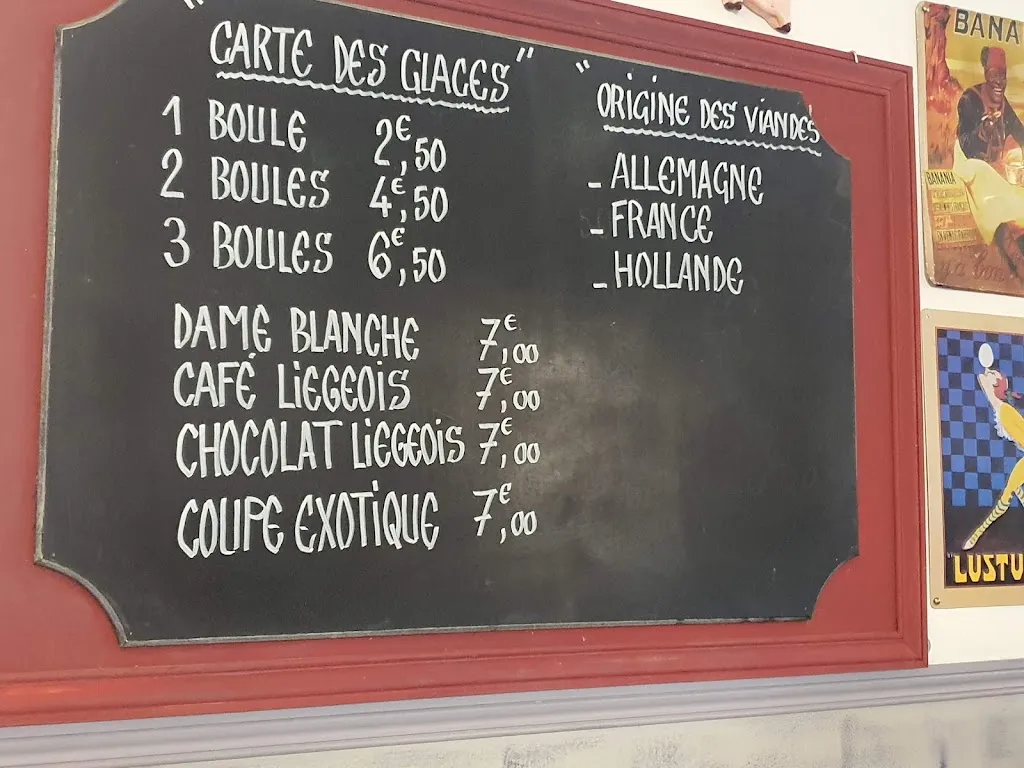 "CARTE DES GLACES"
1 BOULE 2€,50
2 BOULES 4€,50
3 BOULES 6€,50
DAME BLANCHE 7€,00
CAFÉ LIEGEOIS 7€,00
CHOCOLAT LIEGEOIS 7€,00
COUPE EXOTIQUE 7€,00
"ORIGINE DES VIANDES
- ALLEMAGNE
- FRANCE
- HOLLANDE
BANA
BANANIA
LUSTU